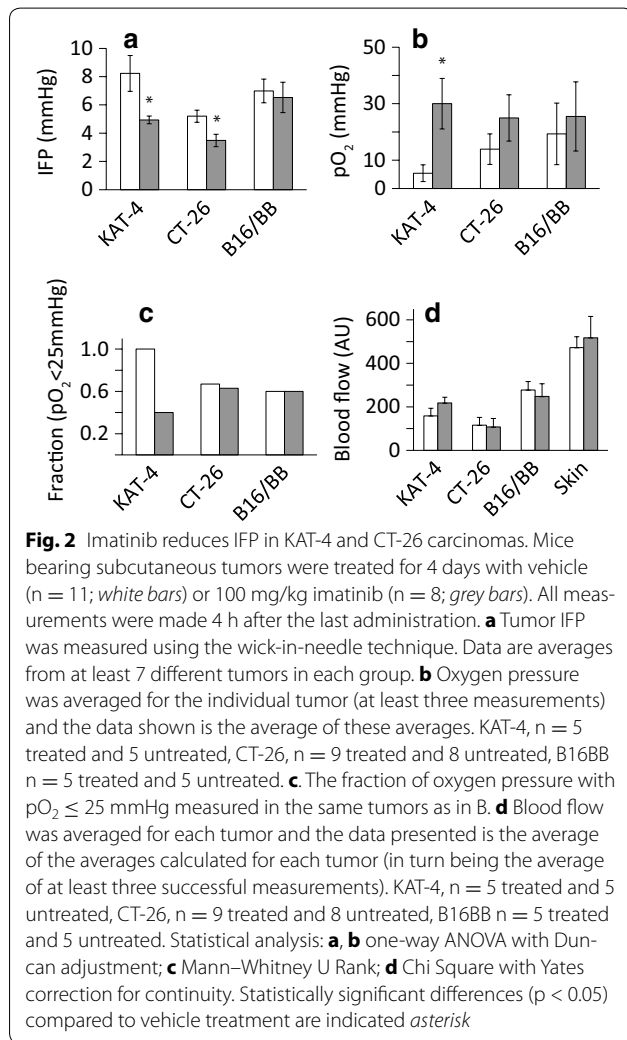 a
b
IFP (mmHg)
10
8
6
4
2
0
*
*
KAT-4
CT-26
B16/BB
pO2 (mmHg)
50
30
10
0
*
KAT-4
CT-26
B16/BB
c
d
Fraction (pO2<25mmHg)
1.0
0.6
0.2
KAT-4
CT-26
B16/BB
Blood flow (AU)
600
400
200
0
KAT-4
CT-26
B16/BB
Skin
Fig. 2 Imatinib reduces IFP in KAT-4 and CT-26 carcinomas. Mice
bearing subcutaneous tumors were treated for 4 days with vehicle
(n = 11; white bars) or 100 mg/kg imatinib (n = 8; grey bars). All meas-
urements were made 4 h after the last administration. a Tumor IFP
was measured using the wick-in-needle technique. Data are averages
from at least 7 different tumors in each group. b Oxygen pressure
was averaged for the individual tumor (at least three measurements)
and the data shown is the average of these averages. KAT-4, n = 5
treated and 5 untreated, CT-26, n = 9 treated and 8 untreated, B16BB
n = 5 treated and 5 untreated. c. The fraction of oxygen pressure with
pO2 ≤ 25 mmHg measured in the same tumors as in B. d Blood flow
was averaged for each tumor and the data presented is the average
of the averages calculated for each tumor (in turn being the average
of at least three successful measurements). KAT-4, n = 5 treated and 5
untreated, CT-26, n = 9 treated and 8 untreated, B16BB n = 5 treated
and 5 untreated. Statistical analysis: a, b one-way ANOVA with Dun-
can adjustment; c Mann–Whitney U Rank; d Chi Square with Yates
correction for continuity. Statistically significant differences (p < 0.05)
compared to vehicle treatment are indicated asterisk